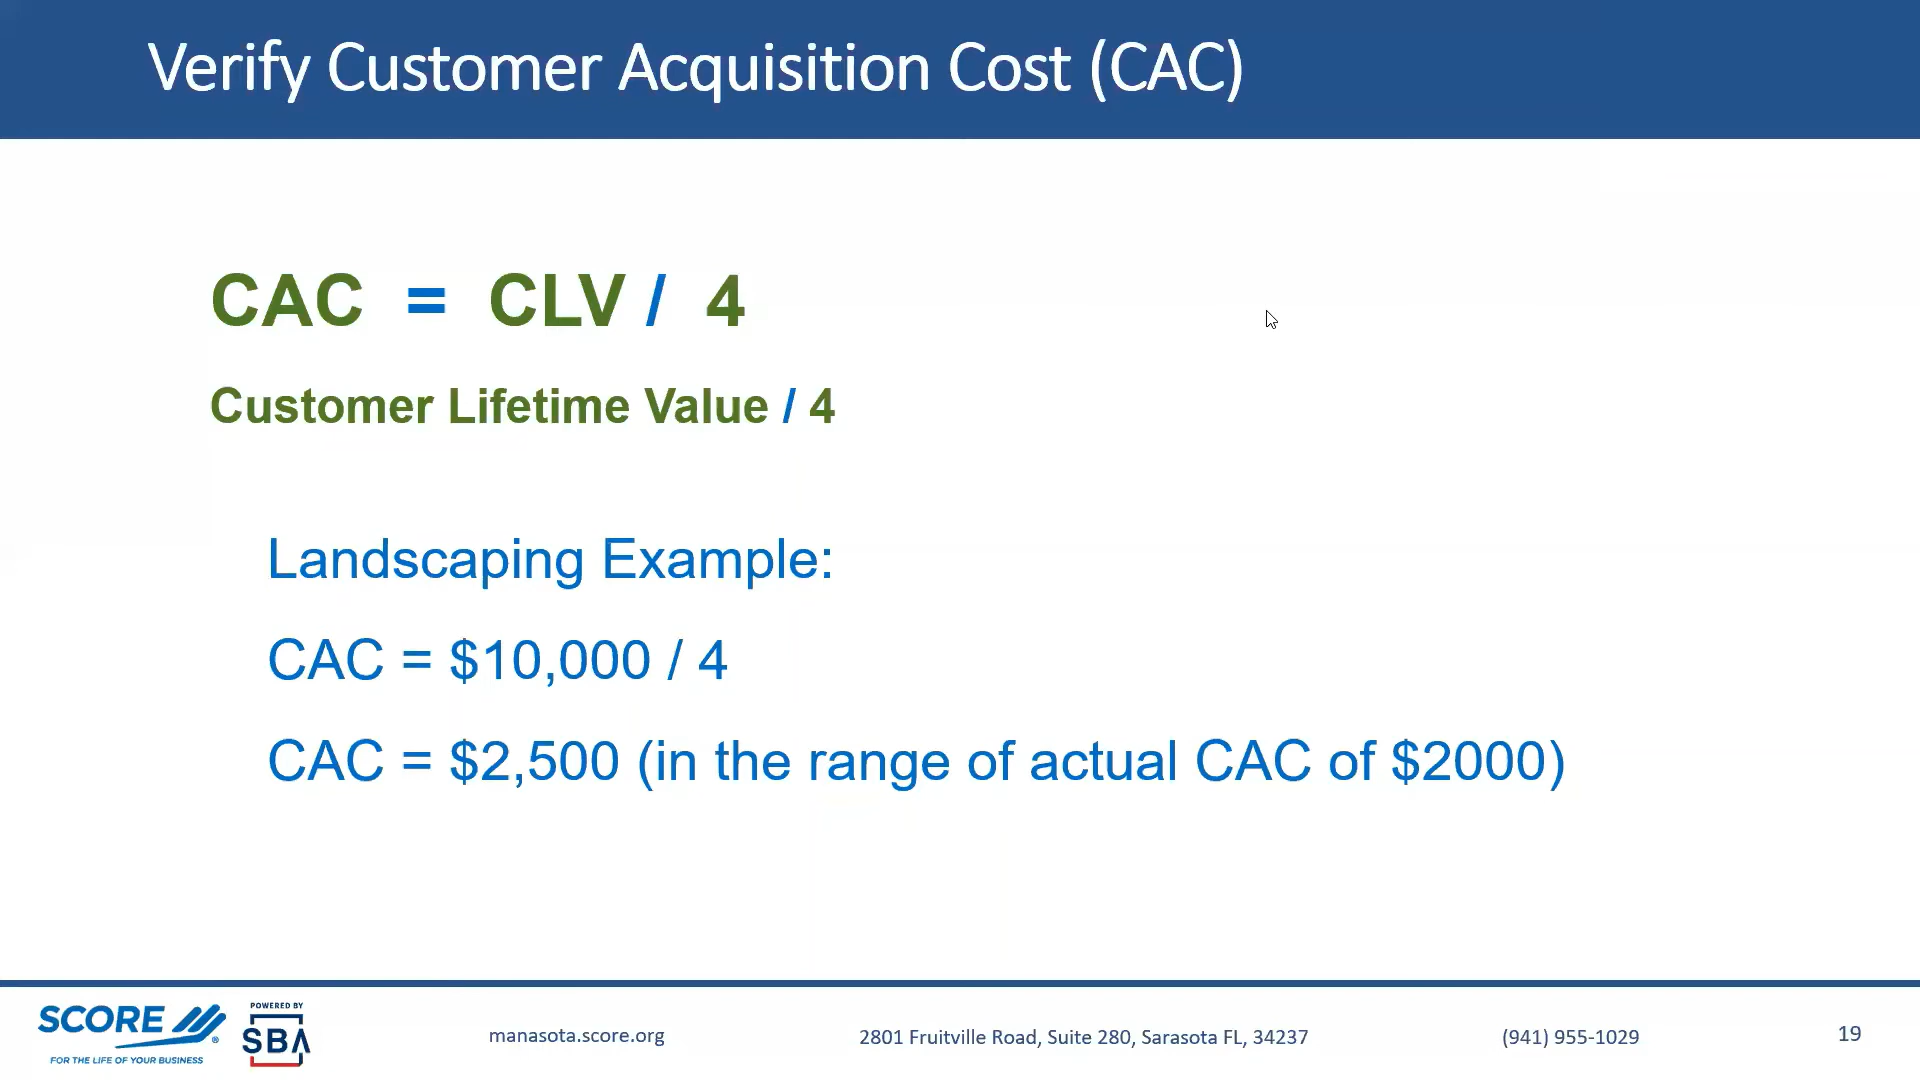 Verify Customer Acquisition Cost (CAC)
CAC = CLV / 4
Customer Lifetime Value / 4
Landscaping Example:
CAC = $10,000 / 4
CAC = $2,500 (in the range of actual CAC of $2000)
SCORE®
FOR THE LIFE OF YOUR BUSINESS
POWERED BY
SBA
manasota.score.org
2801 Fruitville Road, Suite 280, Sarasota FL, 34237
(941) 955-1029
19